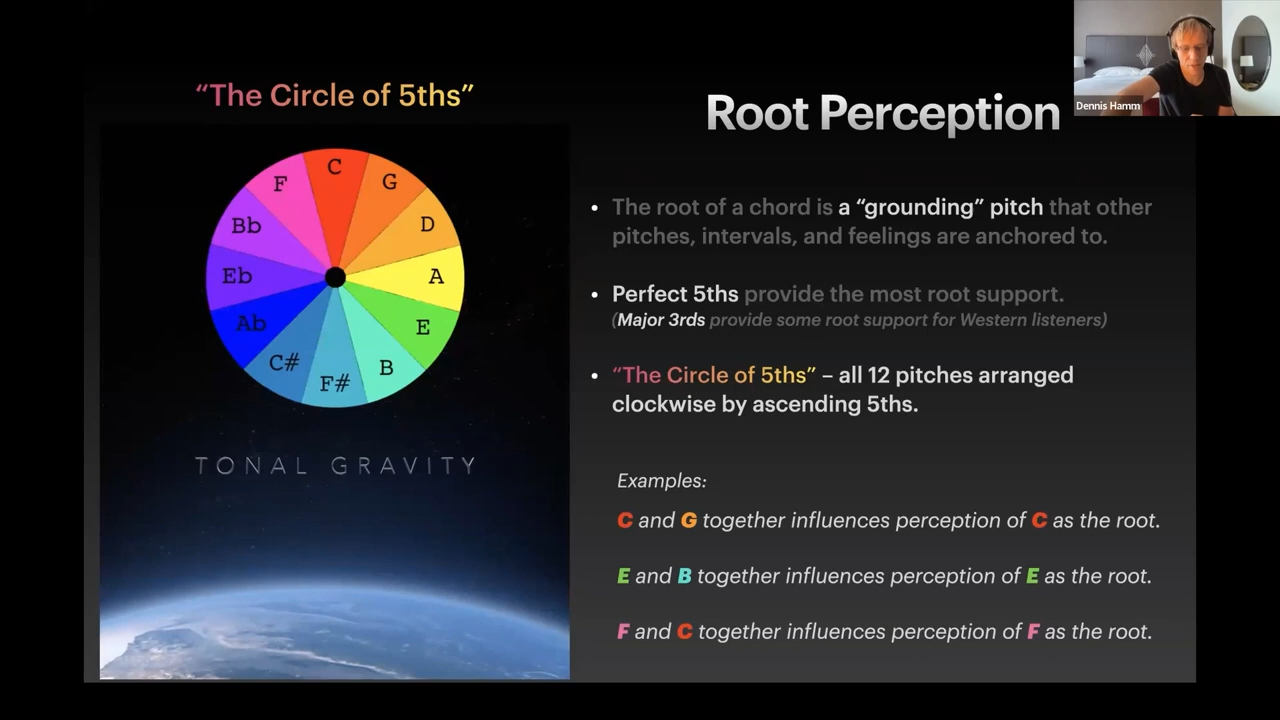 “The Circle of 5ths”
C
G
D
A
E
B
F#
C#
Ab
Eb
Bb
F
TONAL GRAVITY
Root Perception
• The root of a chord is a “grounding” pitch that other
pitches, intervals, and feelings are anchored to.
• Perfect 5ths provide the most root support.
(Major 3rds provide some root support for Western listeners)
• “The Circle of 5ths” – all 12 pitches arranged
clockwise by ascending 5ths.
Examples:
C and G together influences perception of C as the root.
E and B together influences perception of E as the root.
F and C together influences perception of F as the root.
Dennis Hamm